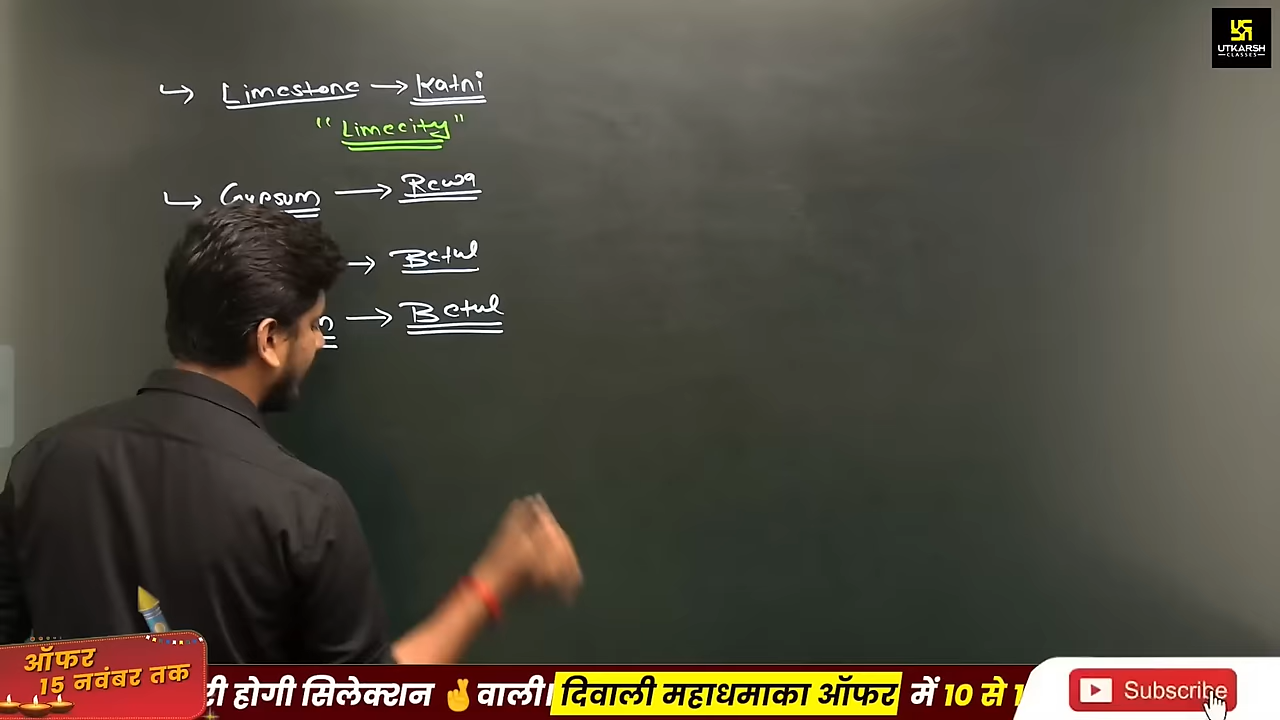 UTKARSH
CLASSES
↳ Limestone → Katni
"Limecity"
↳ Gypsum → Rewa
→ Betul
→ Betul
ऑफर
15 नवंबर तक
री होगी सिलेक्शन 🤞 वाली। दिवाली महाधमाका ऑफर में 10 से 1
Subscribe